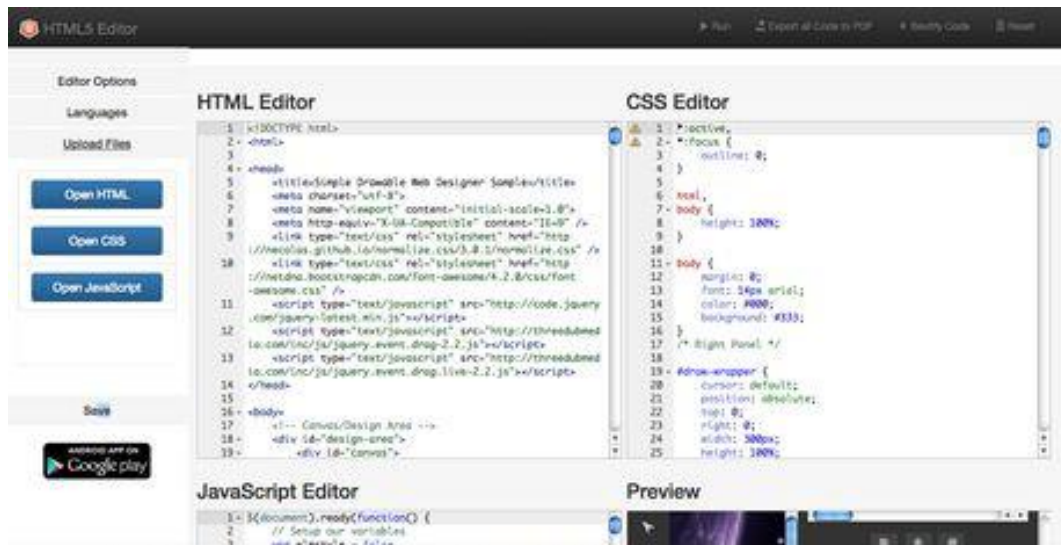 HTML5 Editor
Run
Export all Code to PDF
Beutify Code
Reset
Editor Options
Languages
Upload Files
Open HTML
Open CSS
Open JavaScript
Save
ANDROID APP ON
Google play
HTML Editor
1 <!DOCTYPE html>
2 <html>
3
4 <head>
5 <title>Simple Drawable Web Designer Sample</title>
6 <meta charset="utf-8">
7 <meta name="viewport" content="initial-scale=1.0">
8 <meta http-equiv="X-UA-Compatible" content="IE=9" />
9 <link type="text/css" rel="stylesheet" href="http
://necolas.github.io/normalize.css/3.0.1/normalize.css" />
10 <link type="text/css" rel="stylesheet" href="http
://netdna.bootstrapcdn.com/font-awesome/4.2.0/css/font
-awesome.css" />
11 <script type="text/javascript" src="http://code.jquery
.com/jquery-latest.min.js"></script>
12 <script type="text/javascript" src="http://threedubmed
ia.com/inc/js/jquery.event.drag-2.2.js"></script>
13 <script type="text/javascript" src="http://threedubmed
ia.com/inc/js/jquery.event.drag.live-2.2.js"></script>
14 </head>
15
16 <body>
17 <!-- Canvas/Design Area -->
18 <div id="design-area">
19 <div id="canvas">
CSS Editor
1 *:active,
2 *:focus {
3 outline: 0;
4 }
5
6 html,
7 body {
8 height: 100%;
9 }
10
11 body {
12 margin: 0;
13 font: 14px arial;
14 color: #000;
15 background: #333;
16 }
17 /* Right Panel */
18
19 #draw-wrapper {
20 cursor: default;
21 position: absolute;
22 top: 0;
23 right: 0;
24 width: 300px;
25 height: 100%;
JavaScript Editor
1 $(document).ready(function() {
2 // Setup our variables
Preview